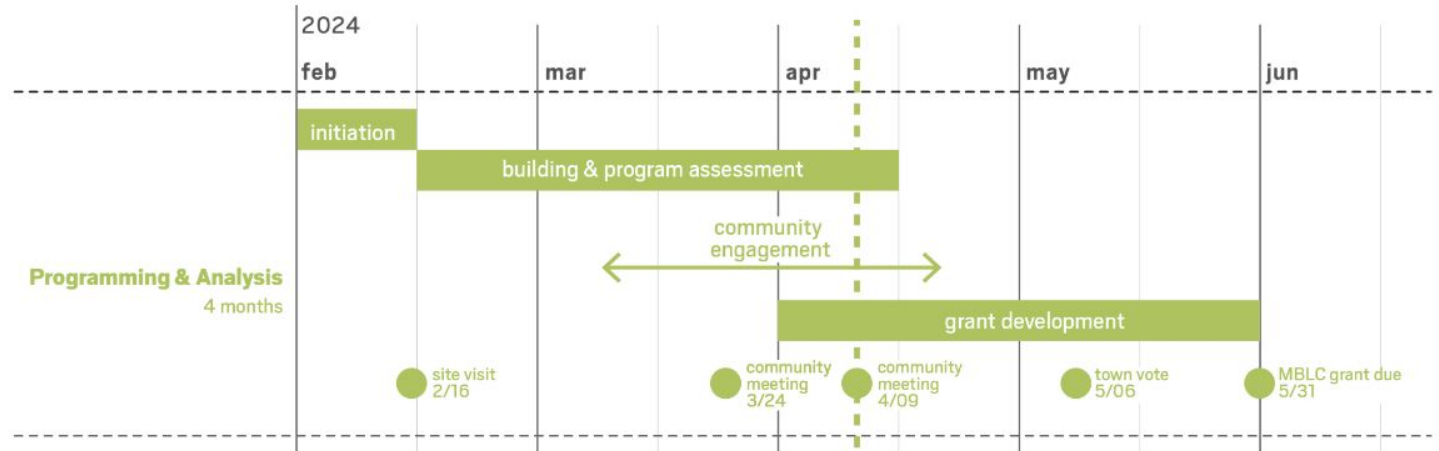 2024
feb
mar
apr
may
jun
initiation
building & program assessment
community
engagement
Programming & Analysis
4 months
grant development
site visit
2/16
community
meeting
3/24
community
meeting
4/09
town vote
5/06
MBLC grant due
5/31